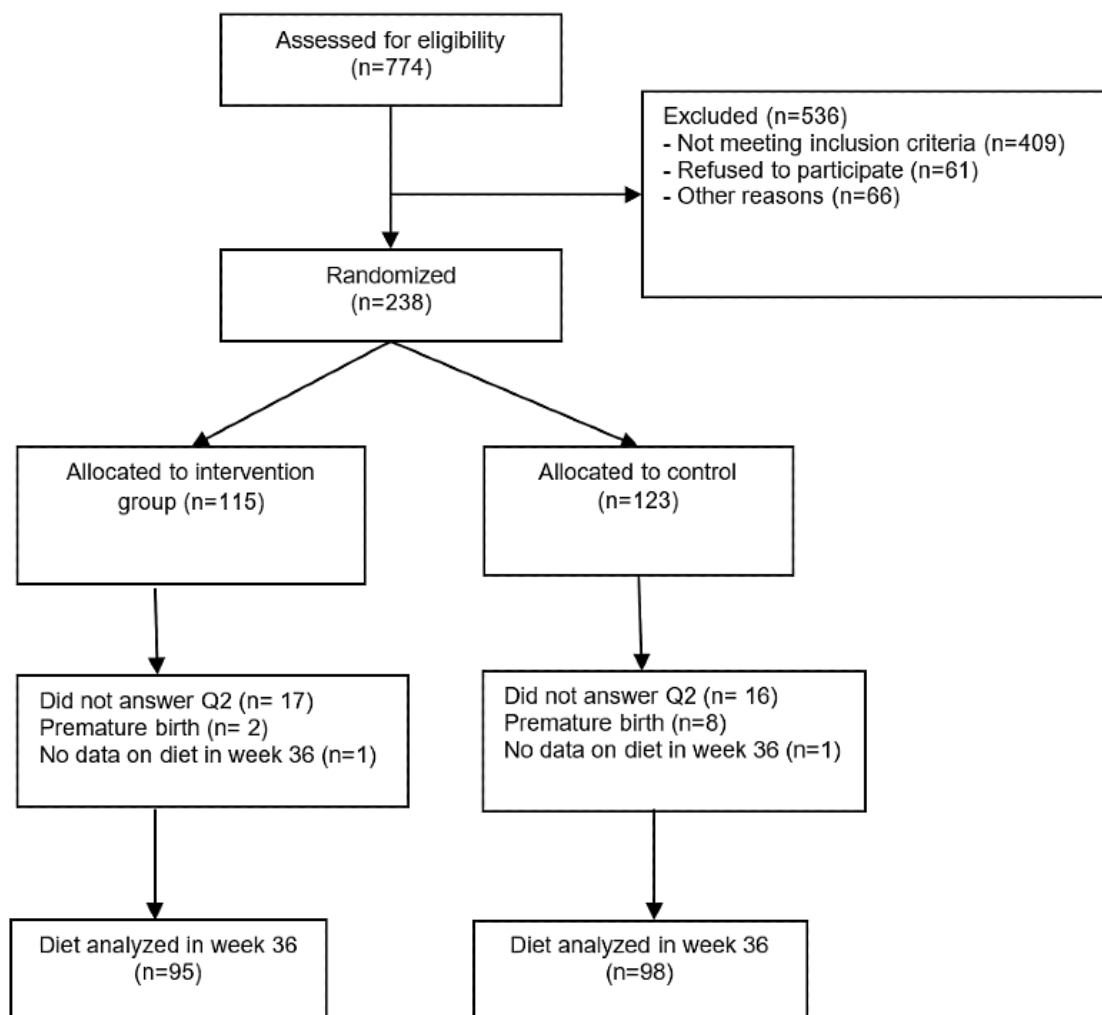 Assessed for eligibility
(n=774)
Excluded (n=536)
- Not meeting inclusion criteria (n=409)
- Refused to participate (n=61)
- Other reasons (n=66)
Randomized
(n=238)
Allocated to intervention
group (n=115)
Allocated to control
(n=123)
Did not answer Q2 (n= 17)
Premature birth (n= 2)
No data on diet in week 36 (n=1)
Did not answer Q2 (n= 16)
Premature birth (n=8)
No data on diet in week 36 (n=1)
Diet analyzed in week 36
(n=95)
Diet analyzed in week 36
(n=98)